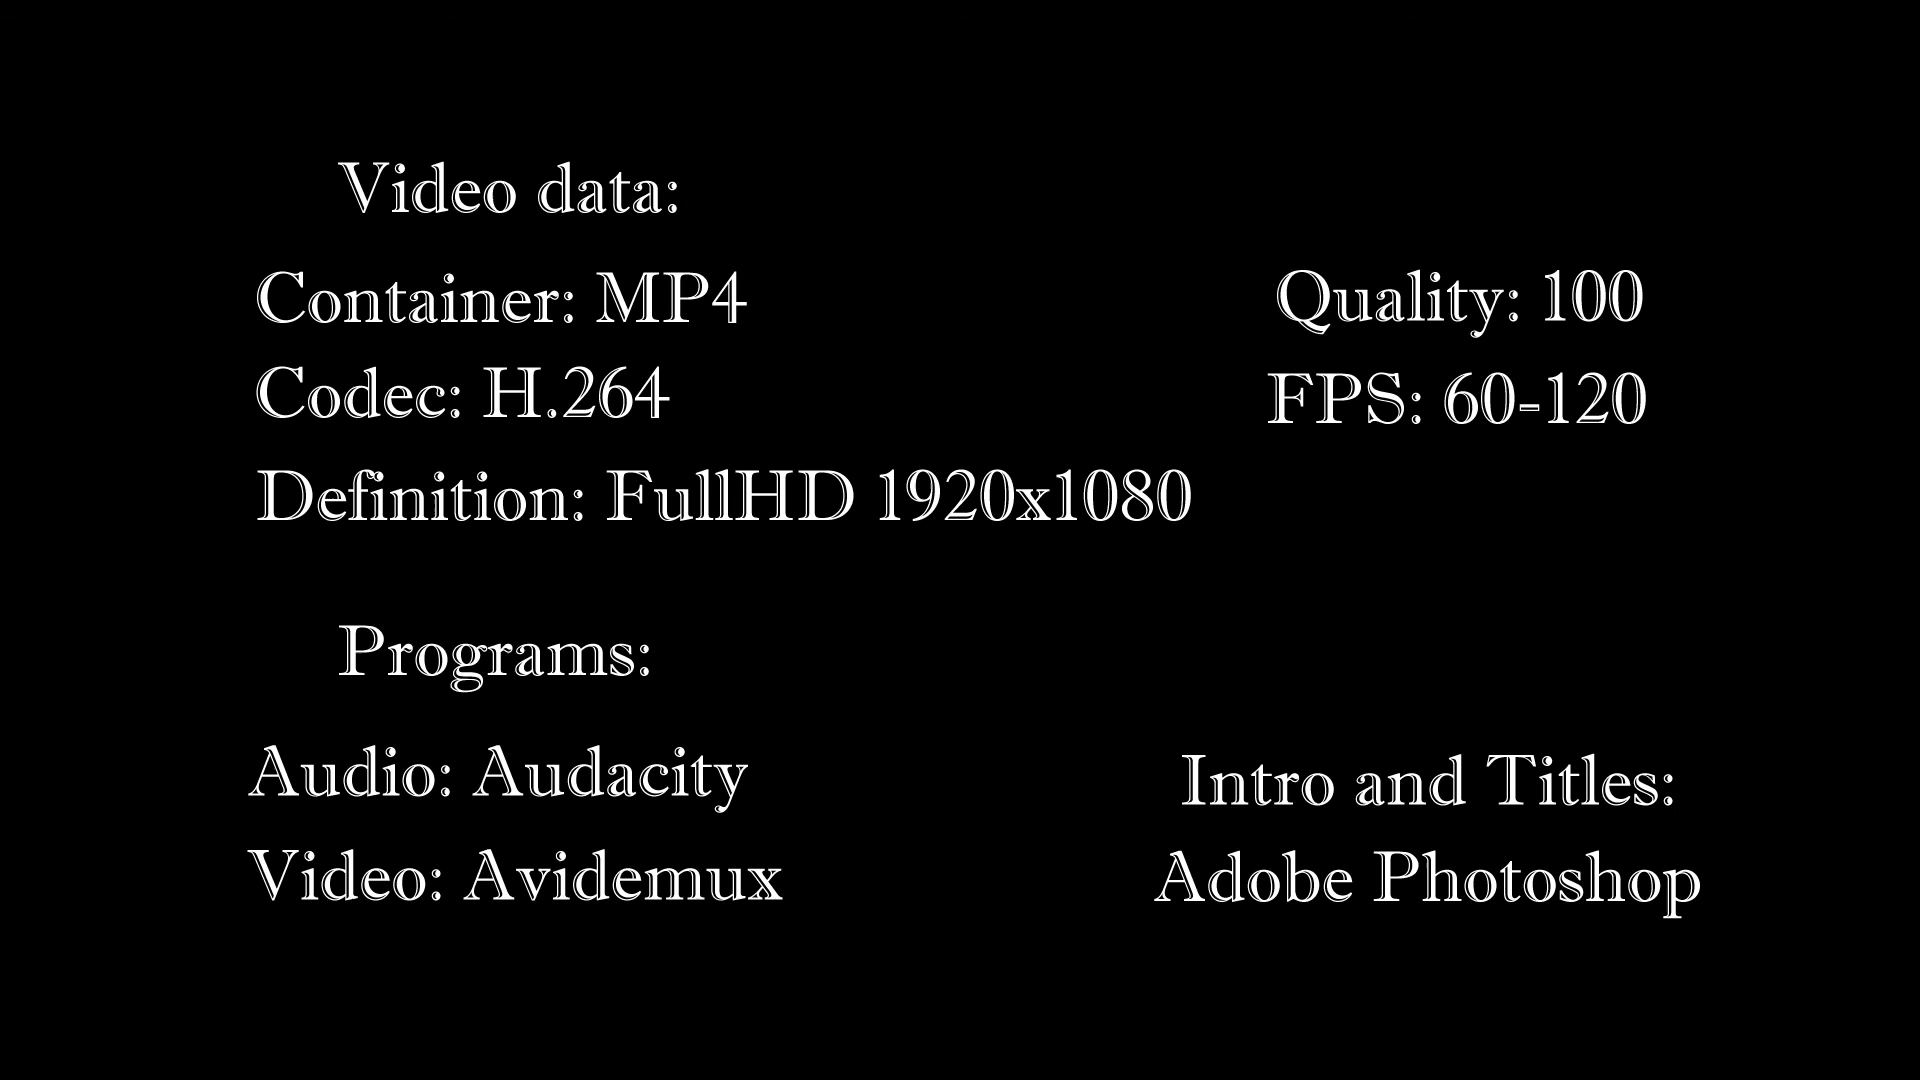 Video data:
Container: MP4
Quality: 100
Codec: H.264
FPS: 60-120
Definition: FullHD 1920x1080
Programs:
Audio: Audacity
Intro and Titles:
Video: Avidemux
Adobe Photoshop